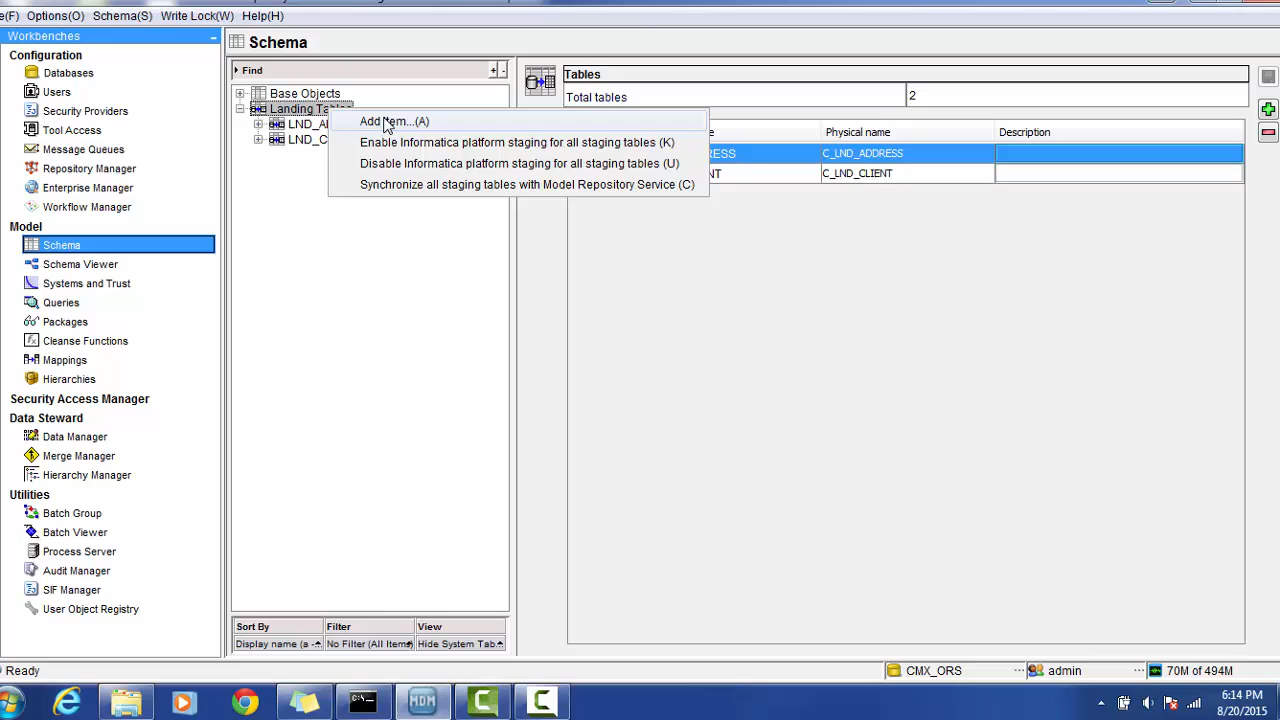 e(F) Options(O) Schema(S) Write Lock(W) Help(H)
Workbenches
Configuration
Databases
Users
Security Providers
Tool Access
Message Queues
Repository Manager
Enterprise Manager
Workflow Manager
Model
Schema
Schema Viewer
Systems and Trust
Queries
Packages
Cleanse Functions
Mappings
Hierarchies
Security Access Manager
Data Steward
Data Manager
Merge Manager
Hierarchy Manager
Utilities
Batch Group
Batch Viewer
Process Server
Audit Manager
SIF Manager
User Object Registry
Schema
Find
+ -
Base Objects
Landing Tables
LND_A
LND_C
Add Item...(A)
Enable Informatica platform staging for all staging tables (K)
Disable Informatica platform staging for all staging tables (U)
Synchronize all staging tables with Model Repository Service (C)
Tables
Total tables 2
Physical name Description
RESS C_LND_ADDRESS
NT C_LND_CLIENT
Sort By Filter View
Display name (a - No Filter (All Items) Hide System Tab
Ready
CMX_ORS admin 70M of 494M
C:\_
MDM
6:14 PM
8/20/2015